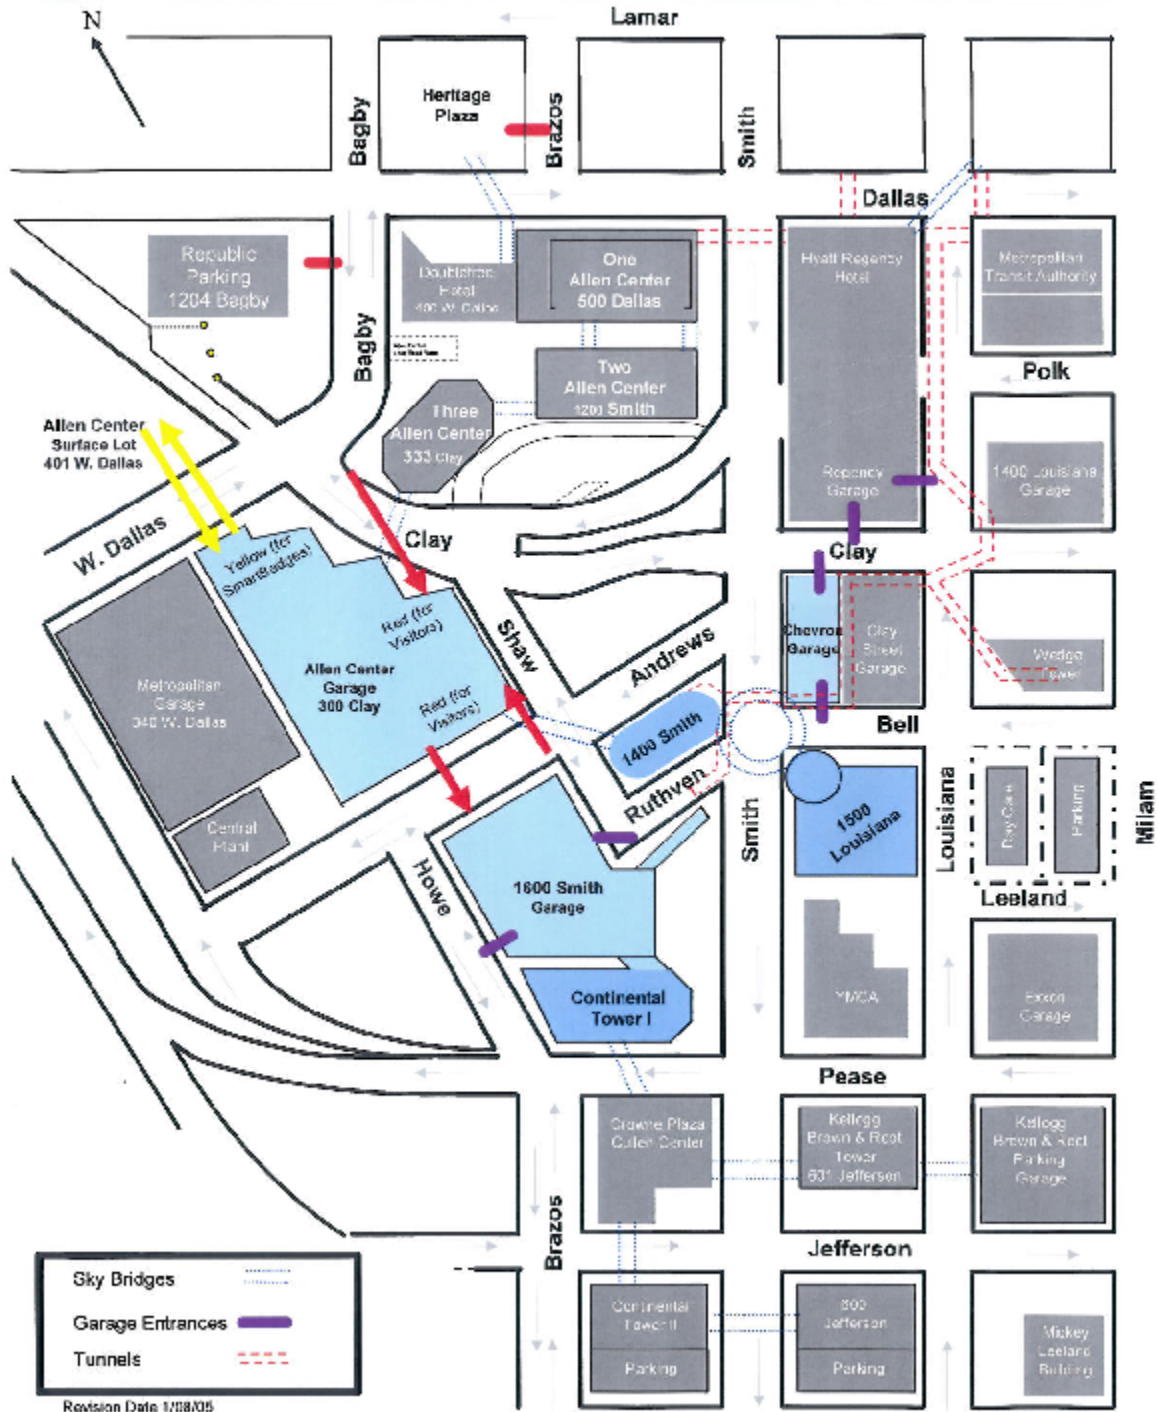 Lamar
N
Heritage
Plaza
Bagby
Brazos
Smith
Dallas
Republic
Parking
1204 Bagby
Doubletree
Hotel
400 W. Dallas
One
Allen Center
500 Dallas
Hyatt Regency
Hotel
Metropolitan
Transit Authority
Bagby
Two
Allen Center
1200 Smith
Polk
Three
Allen Center
333 Clay
Allen Center
Surface Lot
401 W. Dallas
Regency
Garage
1400 Louisiana
Garage
W. Dallas
Clay
Clay
Yellow (for
SmartBadges)
Red (for
Visitors)
Shaw
Andrews
Chevron
Garage
Clay
Street
Garage
Wedge
Tower
Metropolitan
Garage
340 W. Dallas
Allen Center
Garage
300 Clay
Red (for
Visitors)
1400 Smith
Bell
Ruthven
Central
Plant
Smith
1500
Louisiana
Louisiana
Day Care
Parking
Milam
Howe
1600 Smith
Garage
Leeland
Continental
Tower I
YMCA
Exxon
Garage
Pease
Crowne Plaza
Cullen Center
Kellogg
Brown & Root
Tower
601 Jefferson
Kellogg
Brown & Root
Parking
Garage
Brazos
Jefferson
Sky Bridges
Garage Entrances
Tunnels
Continental
Tower II
Parking
600
Jefferson
Parking
Mickey
Leeland
Building
Revision Date 1/08/05